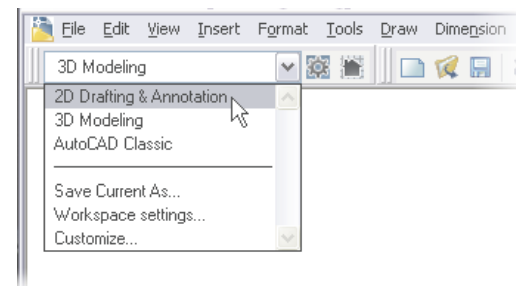 File Edit View Insert Format Tools Draw Dimension
3D Modeling
2D Drafting & Annotation
3D Modeling
AutoCAD Classic
Save Current As...
Workspace settings...
Customize...